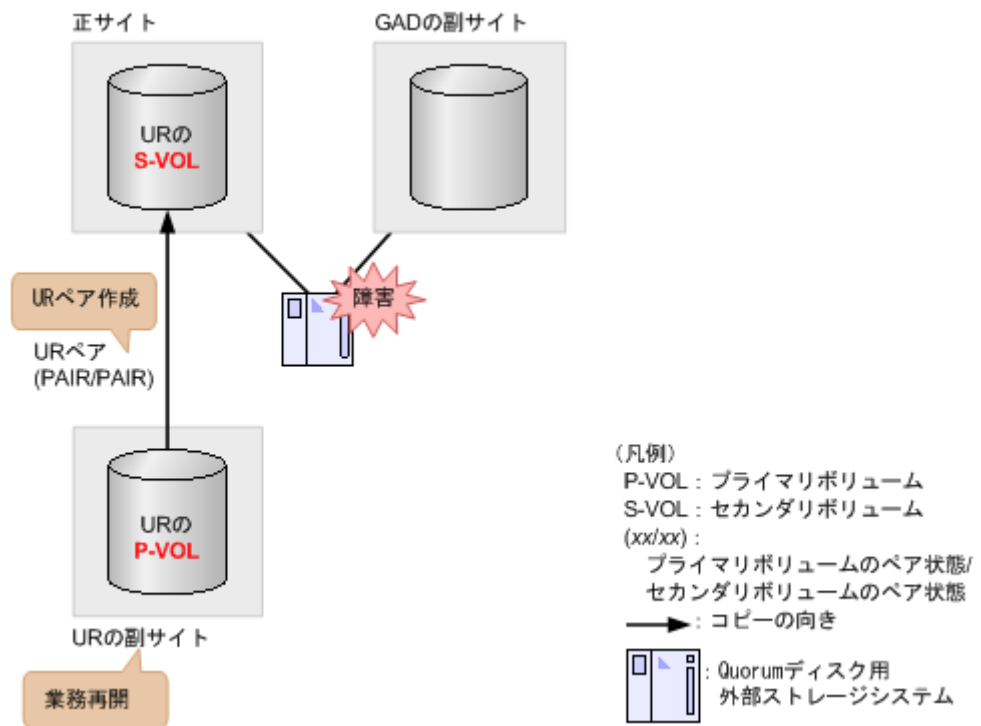 正サイト
GADの副サイト
URの
S-VOL
URペア作成
障害
URペア
(PAIR/PAIR)
URの
P-VOL
URの副サイト
業務再開
(凡例)
P-VOL：プライマリボリューム
S-VOL：セカンダリボリューム
(xx/xx)：
プライマリボリュームのペア状態/
セカンダリボリュームのペア状態
：コピーの向き
：Quorumディスク用
外部ストレージシステム